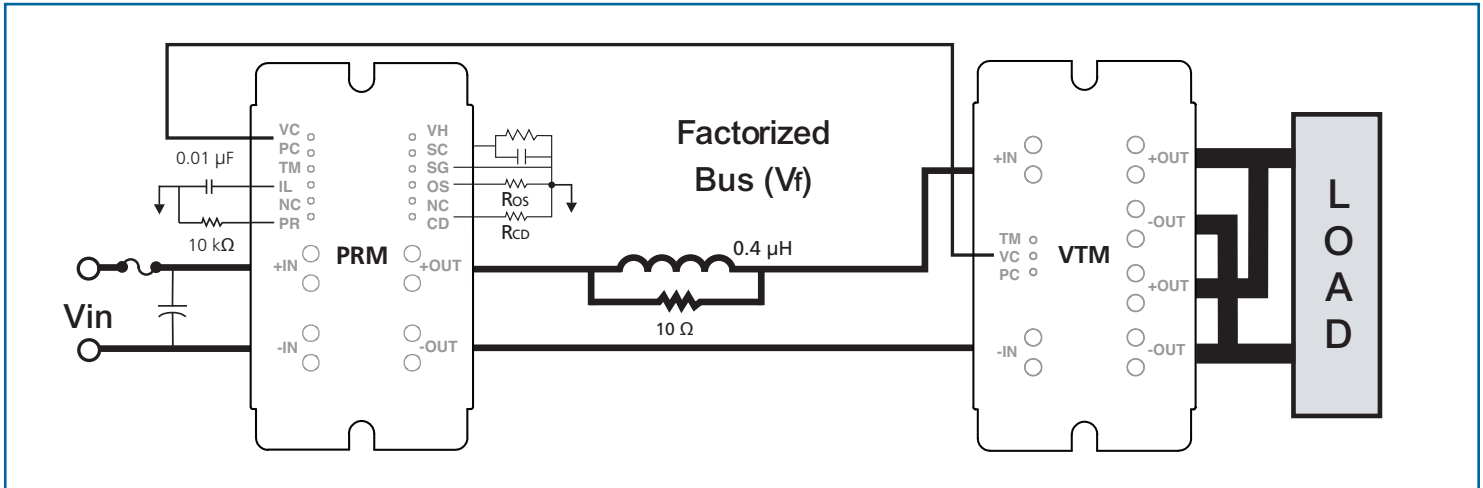 VC
PC
TM
IL
NC
PR
0.01 µF
10 kΩ
+IN
-IN
Vin
PRM
VH
SC
SG
OS
NC
CD
ROS
RCD
+OUT
-OUT
Factorized
Bus (Vf)
0.4 µH
10 Ω
+IN
TM
VC
PC
-IN
VTM
+OUT
-OUT
+OUT
-OUT
LOAD